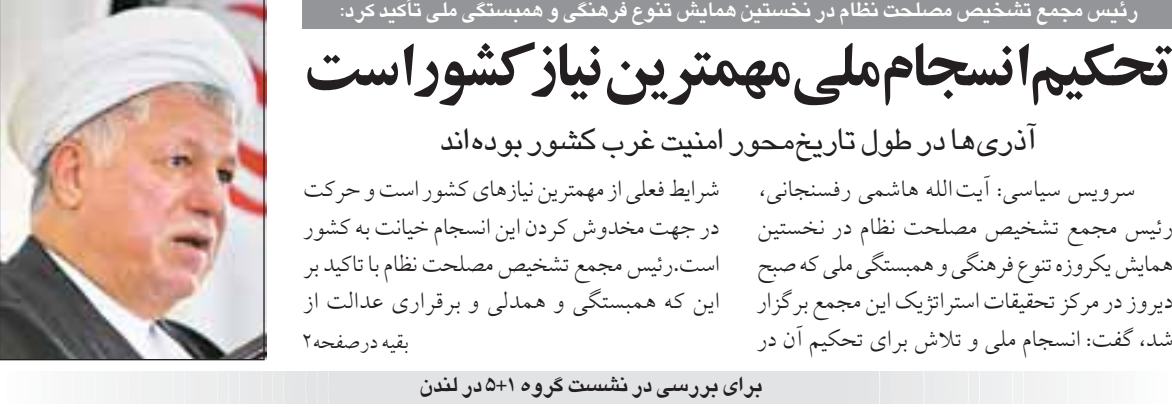 رئیس مجمع تشخیص مصلحت نظام در نخستین همایش تنوع فرهنگی و همبستگی ملی تأکید کرد:
تحکیم انسجام ملی مهمترین نیاز کشور است
آذری‌ها در طول تاریخ محور امنیت غرب کشور بوده‌اند
سرویس سیاسی: آیت الله هاشمی رفسنجانی،
رئیس مجمع تشخیص مصلحت نظام در نخستین
همایش یکروزه تنوع فرهنگی و همبستگی ملی که صبح
دیروز در مرکز تحقیقات استراتژیک این مجمع برگزار
شد، گفت: انسجام ملی و تلاش برای تحکیم آن در
شرایط فعلی از مهمترین نیازهای کشور است و حرکت
در جهت مخدوش کردن این انسجام خیانت به کشور
است.رئیس مجمع تشخیص مصلحت نظام با تاکید بر
این که همبستگی و همدلی و برقراری عدالت از
بقیه درصفحه۲
برای بررسی در نشست گروه ۱+۵ در لندن